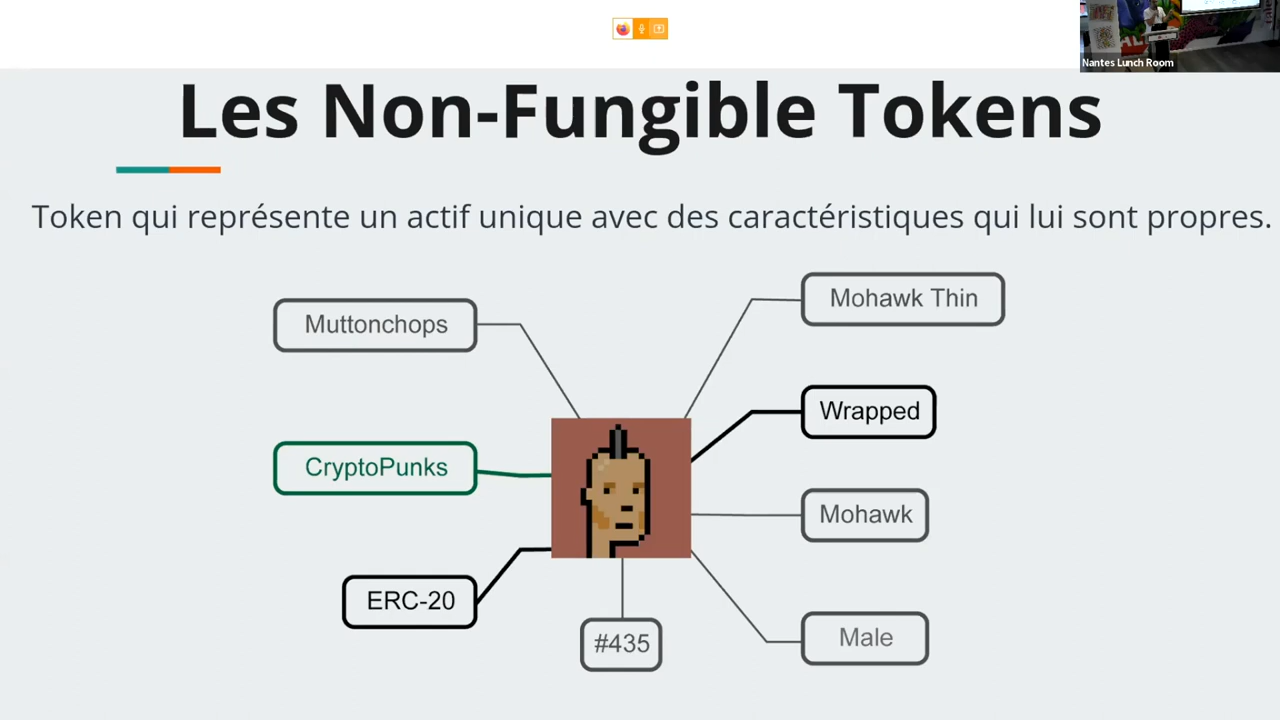 Nantes Lunch Room
Les Non-Fungible Tokens
Token qui représente un actif unique avec des caractéristiques qui lui sont propres.
Muttonchops
Mohawk Thin
Wrapped
CryptoPunks
Mohawk
ERC-20
#435
Male